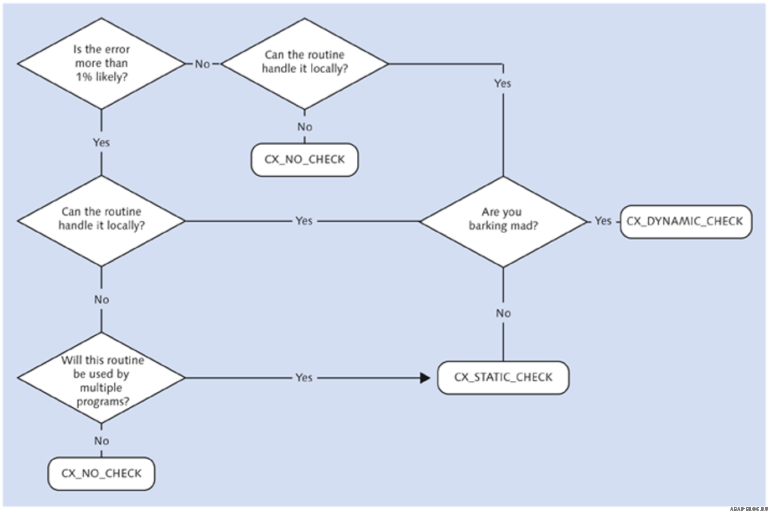 Is the error
more than
1% likely?
No
Can the routine
handle it locally?
Yes
No
CX_NO_CHECK
Yes
Can the routine
handle it locally?
Yes
Are you
barking mad?
Yes
CX_DYNAMIC_CHECK
No
No
Will this routine
be used by
multiple
programs?
Yes
CX_STATIC_CHECK
No
CX_NO_CHECK